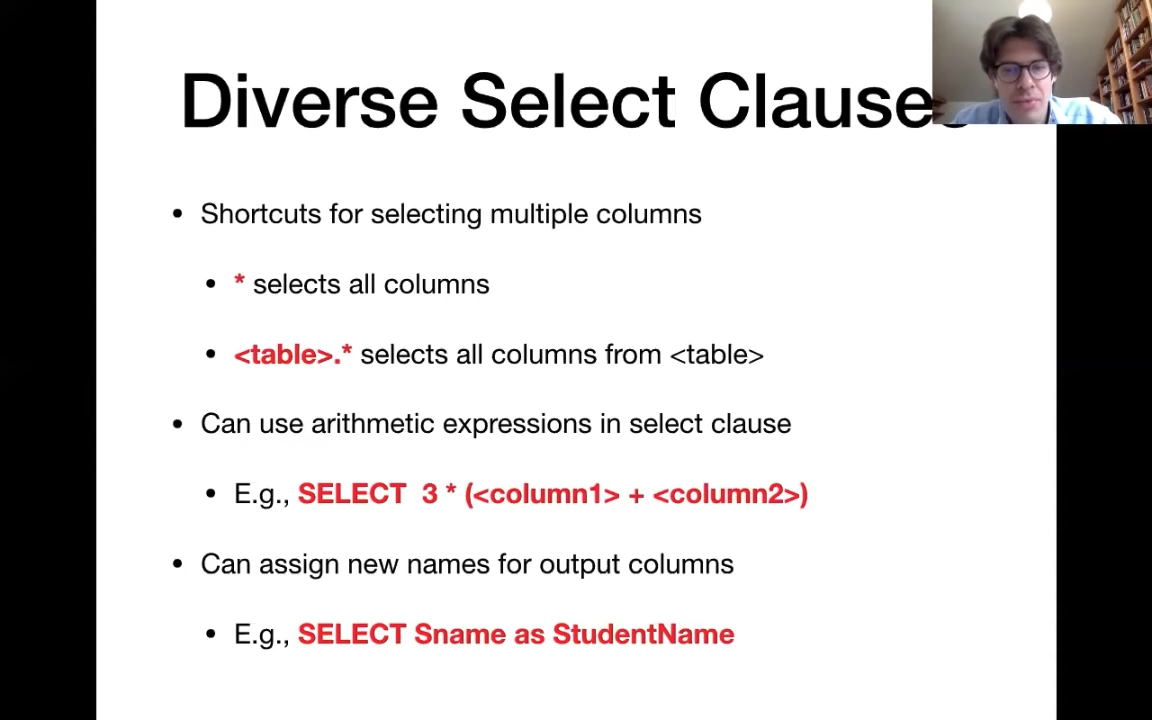 Diverse Select Clauses
• Shortcuts for selecting multiple columns
• * selects all columns
• <table>.* selects all columns from <table>
• Can use arithmetic expressions in select clause
• E.g., SELECT  3 * (<column1> + <column2>)
• Can assign new names for output columns
• E.g., SELECT Sname as StudentName